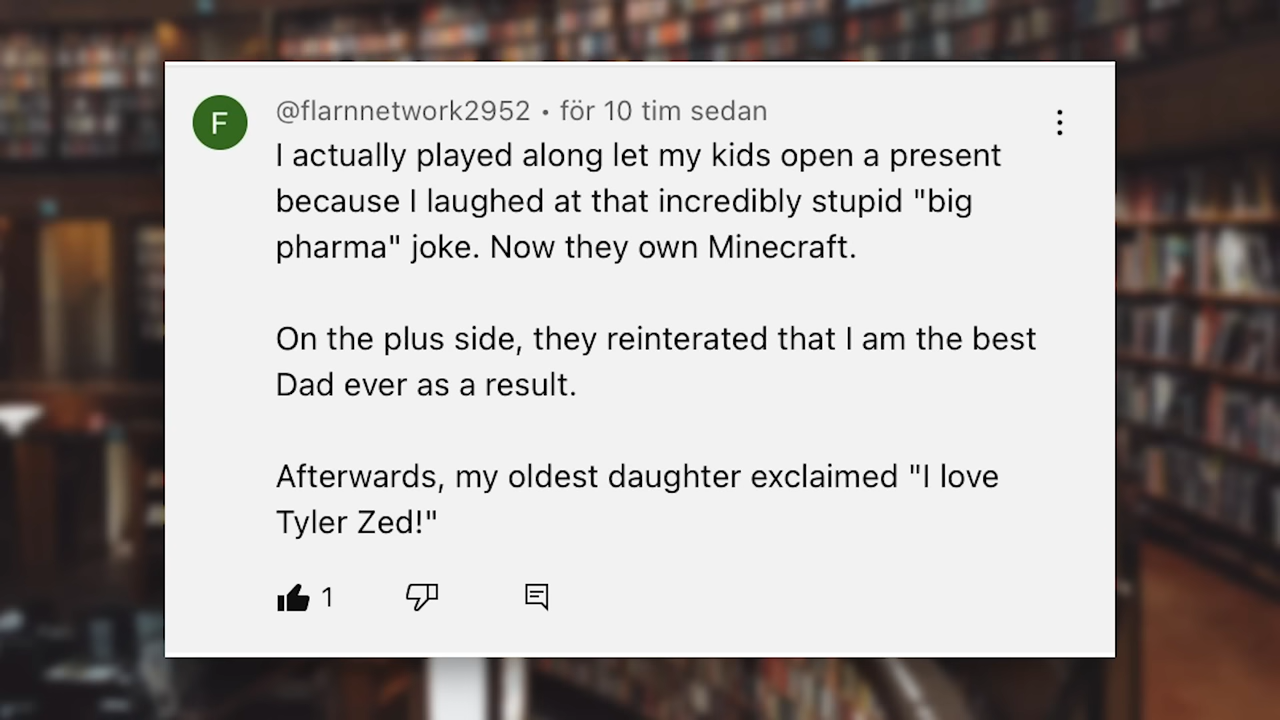 F
@flarnnetwork2952 • för 10 tim sedan
I actually played along let my kids open a present
because I laughed at that incredibly stupid "big
pharma" joke. Now they own Minecraft.
On the plus side, they reinterated that I am the best
Dad ever as a result.
Afterwards, my oldest daughter exclaimed "I love
Tyler Zed!"
1